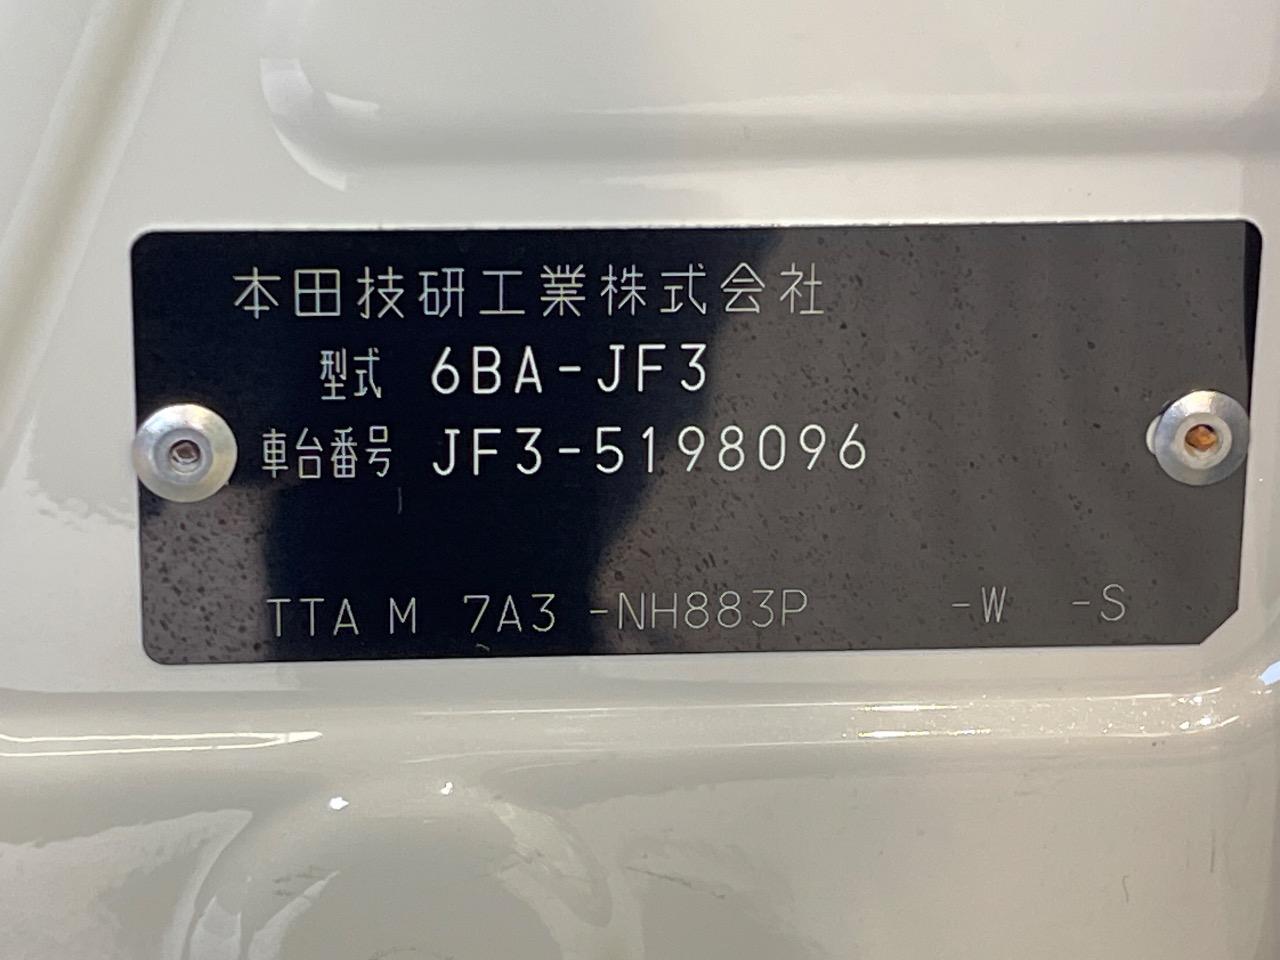 本田技研工業株式会社
型式 6BA-JF3
車台番号 JF3-5198096
TTA M 7A3 -NH883P -W -S